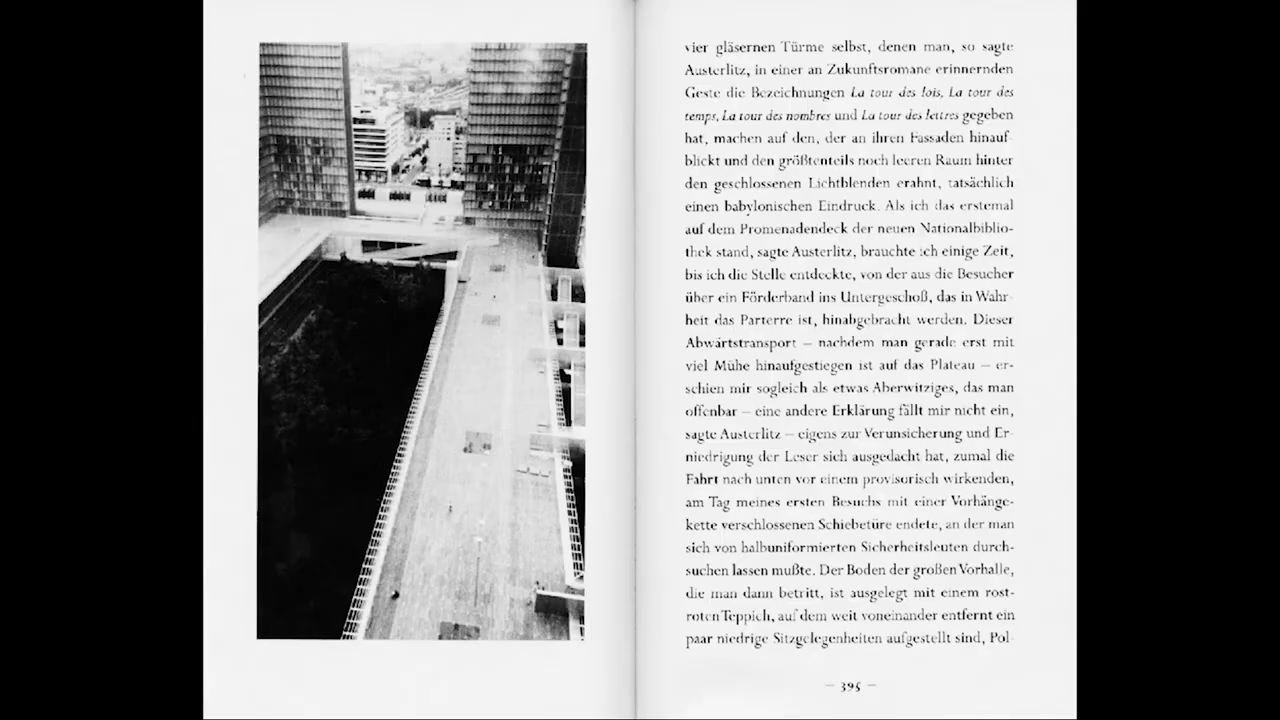 vier gläsernen Türme selbst, denen man, so sagte
Austerlitz, in einer an Zukunftsromane erinnernden
Geste die Bezeichnungen La tour des lois, La tour des
temps, La tour des nombres und La tour des lettres gegeben
hat, machen auf den, der an ihren Fassaden hinauf-
blickt und den größtenteils noch leeren Raum hinter
den geschlossenen Lichtblenden erahnt, tatsächlich
einen babylonischen Eindruck. Als ich das erstemal
auf dem Promenadendeck der neuen Nationalbiblio-
thek stand, sagte Austerlitz, brauchte ich einige Zeit,
bis ich die Stelle entdeckte, von der aus die Besucher
über ein Förderband ins Untergeschoß, das in Wahr-
heit das Parterre ist, hinabgebracht werden. Dieser
Abwärtstransport – nachdem man gerade erst mit
viel Mühe hinaufgestiegen ist auf das Plateau – er-
schien mir sogleich als etwas Aberwitziges, das man
offenbar – eine andere Erklärung fällt mir nicht ein,
sagte Austerlitz – eigens zur Verunsicherung und Er-
niedrigung der Leser sich ausgedacht hat, zumal die
Fahrt nach unten vor einem provisorisch wirkenden,
am Tag meines ersten Besuchs mit einer Vorhänge-
kette verschlossenen Schiebetüre endete, an der man
sich von halbuniformierten Sicherheitsleuten durch-
suchen lassen mußte. Der Boden der großen Vorhalle,
die man dann betritt, ist ausgelegt mit einem rost-
roten Teppich, auf dem weit voneinander entfernt ein
paar niedrige Sitzgelegenheiten aufgestellt sind, Pol-
– 395 –